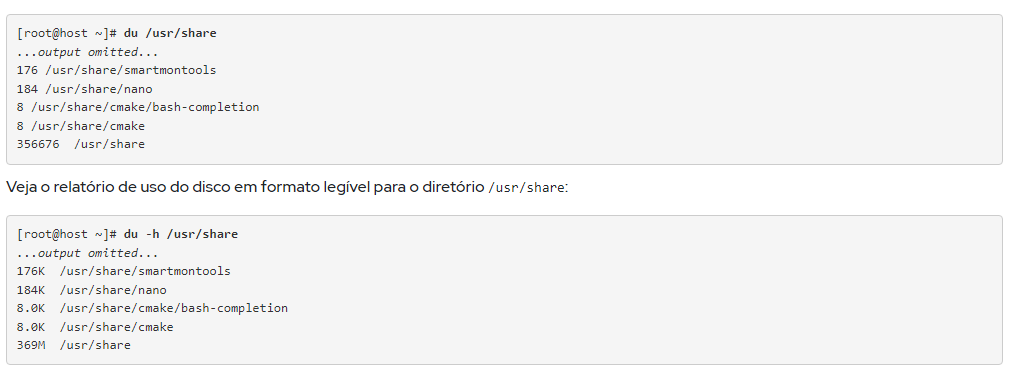 [root@host ~]# du /usr/share
...output omitted...
176 /usr/share/smartmontools
184 /usr/share/nano
8 /usr/share/cmake/bash-completion
8 /usr/share/cmake
356676  /usr/share
Veja o relatório de uso do disco em formato legível para o diretório /usr/share:
[root@host ~]# du -h /usr/share
...output omitted...
176K  /usr/share/smartmontools
184K  /usr/share/nano
8.0K  /usr/share/cmake/bash-completion
8.0K  /usr/share/cmake
369M  /usr/share